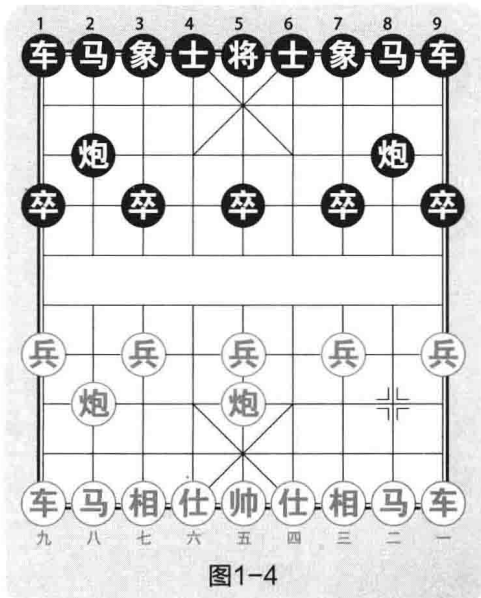 1 2 3 4 5 6 7 8 9
车 马 象 士 将 士 象 马 车
炮 炮
卒 卒 卒 卒 卒
兵 兵 兵 兵 兵
炮 炮
车 马 相 仕 帅 仕 相 马 车
九 八 七 六 五 四 三 二 一
图1-4